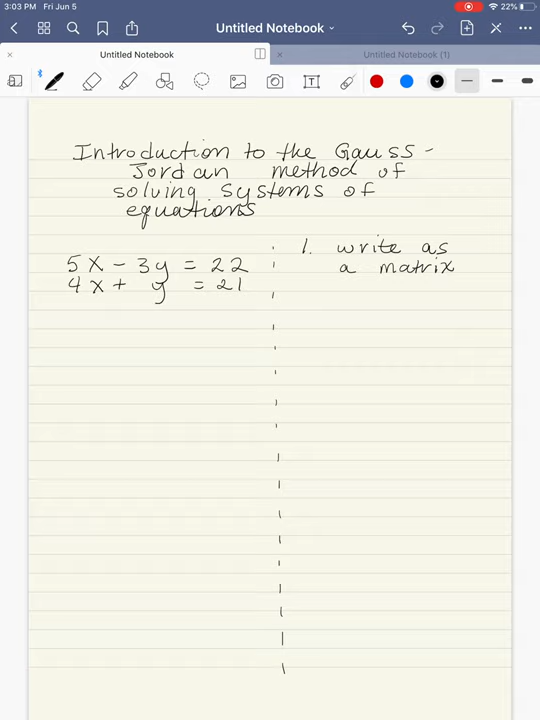 3:03 PM Fri Jun 5
22%
Untitled Notebook
Untitled Notebook
Untitled Notebook (1)
Introduction to the Gauss -
Jordan method of
solving systems of
equations
5x - 3y = 22
4x + y = 21
1. write as
a matrix